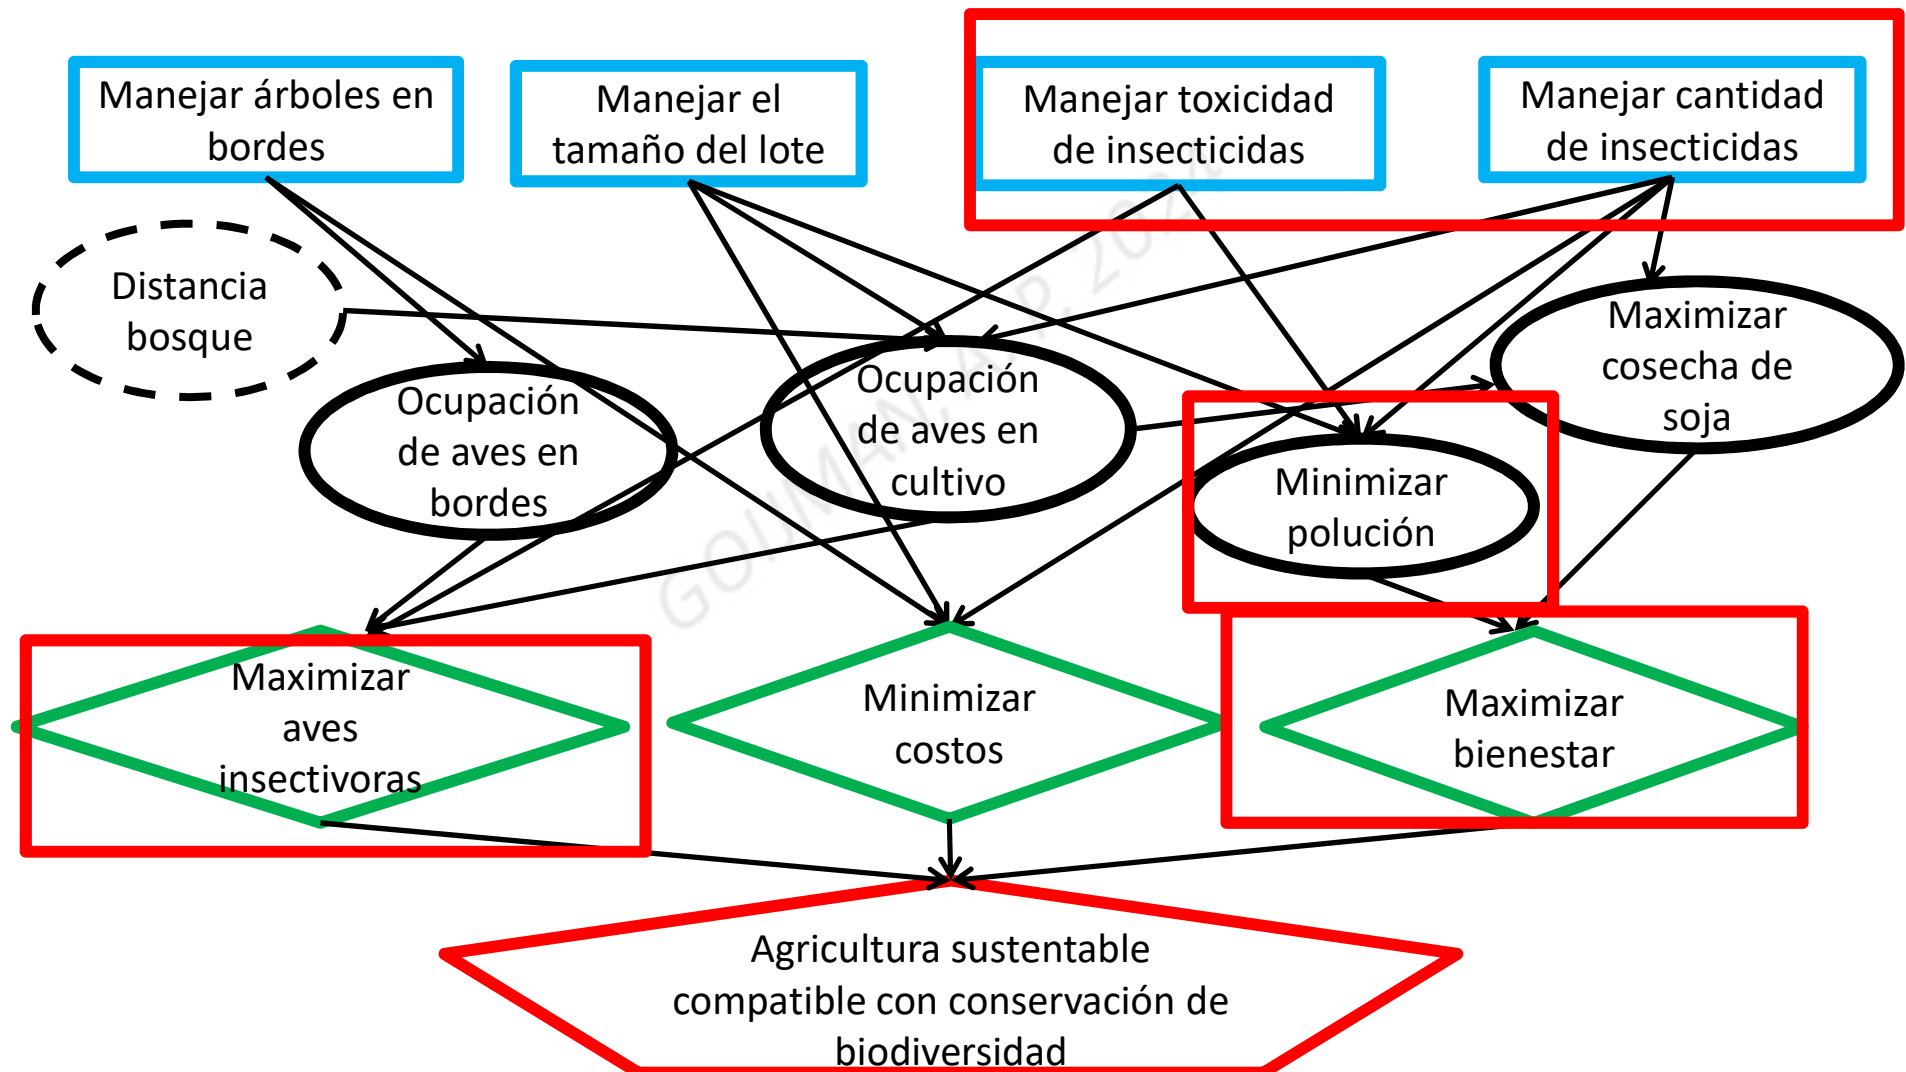 Manejar árboles en
bordes
Manejar el
tamaño del lote
Manejar toxicidad
de insecticidas
Manejar cantidad
de insecticidas
Distancia
bosque
Ocupación
de aves en
bordes
Ocupación
de aves en
cultivo
Maximizar
cosecha de
soja
Minimizar
polución
Maximizar
aves
insectivoras
Minimizar
costos
Maximizar
bienestar
Agricultura sustentable
compatible con conservación de
biodiversidad